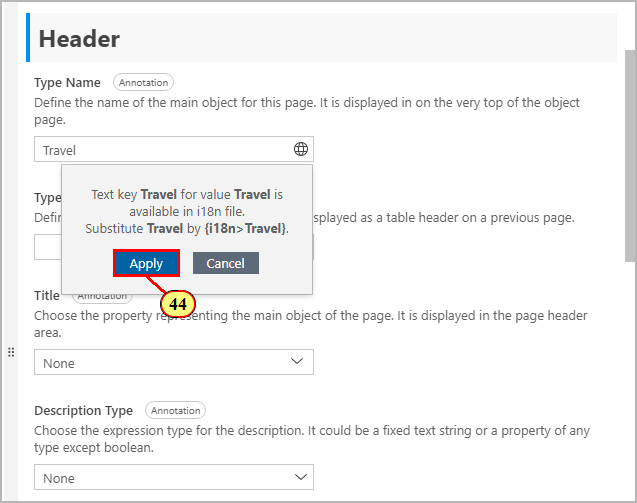 Header
Type Name Annotation
Define the name of the main object for this page. It is displayed in on the very top of the object
page.
Travel
Text key Travel for value Travel is
available in i18n file.
Substitute Travel by {i18n>Travel}.
Apply Cancel
Type
Defin
splayed as a table header on a previous page.
44
Title Annotation
Choose the property representing the main object of the page. It is displayed in the page header
area.
None
Description Type Annotation
Choose the expression type for the description. It could be a fixed text string or a property of any
type except boolean.
None